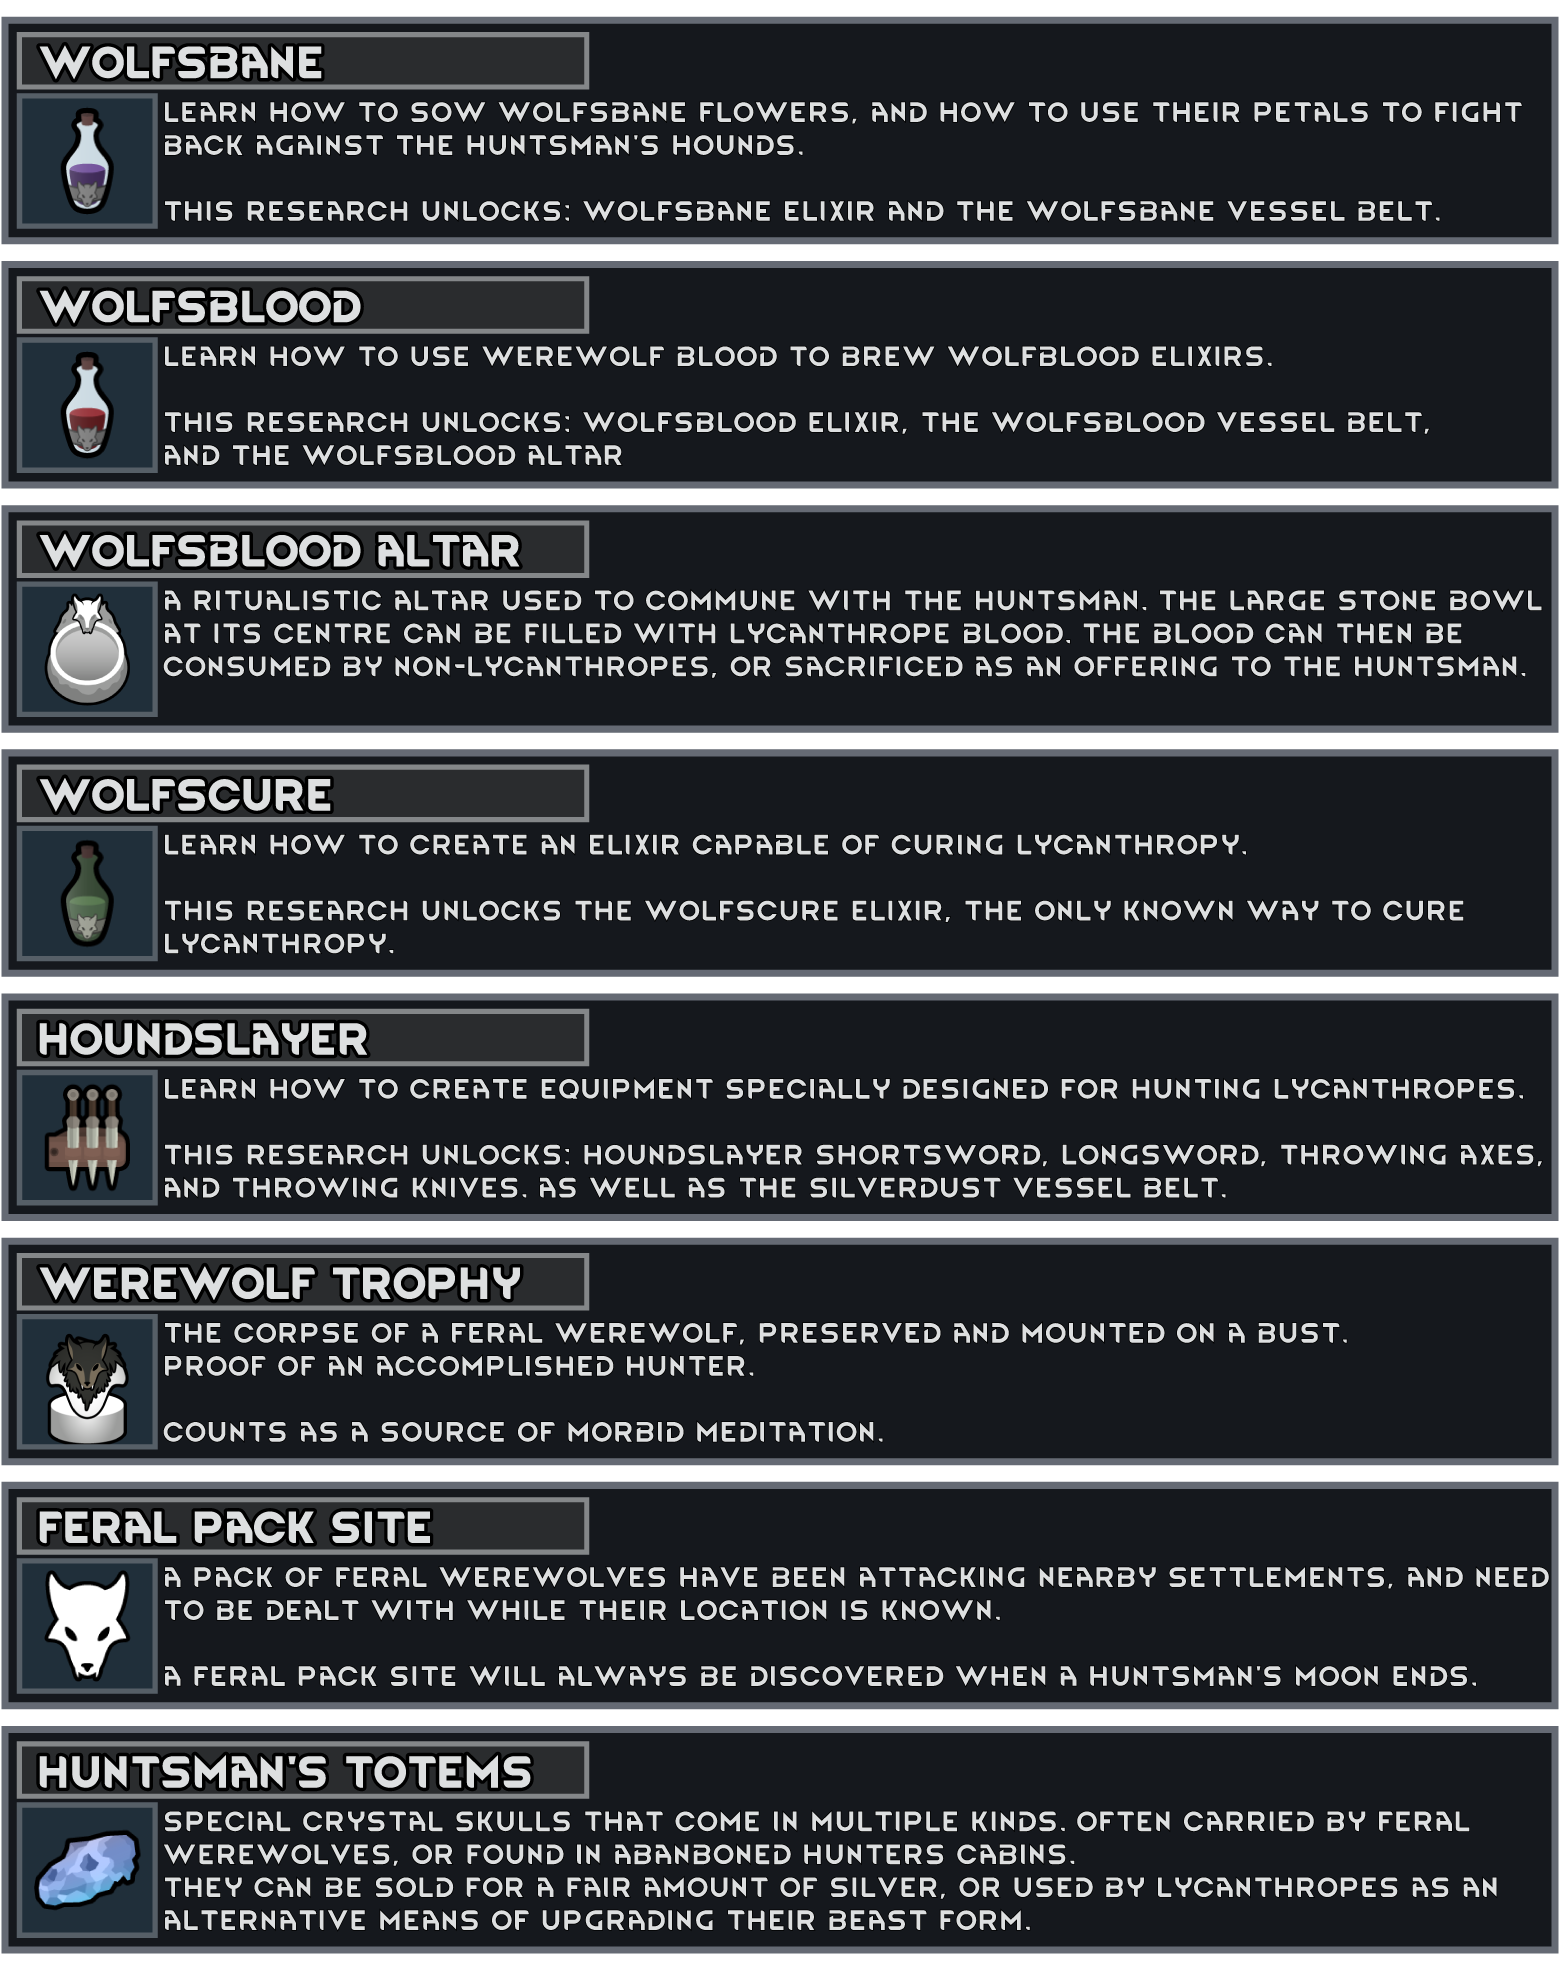 WOLFSBANE
LEARN HOW TO SOW WOLFSBANE FLOWERS, AND HOW TO USE THEIR PETALS TO FIGHT
BACK AGAINST THE HUNTSMAN'S HOUNDS.
THIS RESEARCH UNLOCKS: WOLFSBANE ELIXIR AND THE WOLFSBANE VESSEL BELT.
WOLFSBLOOD
LEARN HOW TO USE WEREWOLF BLOOD TO BREW WOLFBLOOD ELIXIRS.
THIS RESEARCH UNLOCKS: WOLFSBLOOD ELIXIR, THE WOLFSBLOOD VESSEL BELT,
AND THE WOLFSBLOOD ALTAR
WOLFSBLOOD ALTAR
A RITUALISTIC ALTAR USED TO COMMUNE WITH THE HUNTSMAN. THE LARGE STONE BOWL
AT ITS CENTRE CAN BE FILLED WITH LYCANTHROPE BLOOD. THE BLOOD CAN THEN BE
CONSUMED BY NON-LYCANTHROPES, OR SACRIFICED AS AN OFFERING TO THE HUNTSMAN.
WOLFSCURE
LEARN HOW TO CREATE AN ELIXIR CAPABLE OF CURING LYCANTHROPY.
THIS RESEARCH UNLOCKS THE WOLFSCURE ELIXIR, THE ONLY KNOWN WAY TO CURE
LYCANTHROPY.
HOUNDSLAYER
LEARN HOW TO CREATE EQUIPMENT SPECIALLY DESIGNED FOR HUNTING LYCANTHROPES.
THIS RESEARCH UNLOCKS: HOUNDSLAYER SHORTSWORD, LONGSWORD, THROWING AXES,
AND THROWING KNIVES. AS WELL AS THE SILVERDUST VESSEL BELT.
WEREWOLF TROPHY
THE CORPSE OF A FERAL WEREWOLF, PRESERVED AND MOUNTED ON A BUST.
PROOF OF AN ACCOMPLISHED HUNTER.
COUNTS AS A SOURCE OF MORBID MEDITATION.
FERAL PACK SITE
A PACK OF FERAL WEREWOLVES HAVE BEEN ATTACKING NEARBY SETTLEMENTS, AND NEED
TO BE DEALT WITH WHILE THEIR LOCATION IS KNOWN.
A FERAL PACK SITE WILL ALWAYS BE DISCOVERED WHEN A HUNTSMAN'S MOON ENDS.
HUNTSMAN'S TOTEMS
SPECIAL CRYSTAL SKULLS THAT COME IN MULTIPLE KINDS. OFTEN CARRIED BY FERAL
WEREWOLVES, OR FOUND IN ABANBONED HUNTERS CABINS.
THEY CAN BE SOLD FOR A FAIR AMOUNT OF SILVER, OR USED BY LYCANTHROPES AS AN
ALTERNATIVE MEANS OF UPGRADING THEIR BEAST FORM.